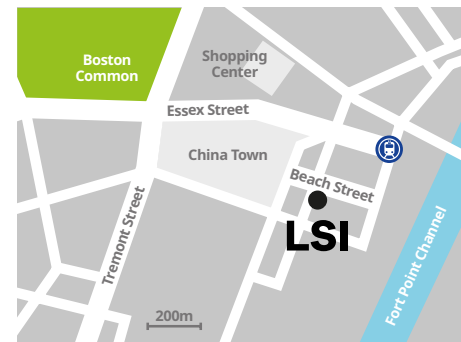 Boston
Common
Shopping
Center
Essex Street
China Town
Beach Street
LSI
Tremont Street
Fort Point Channel
200m